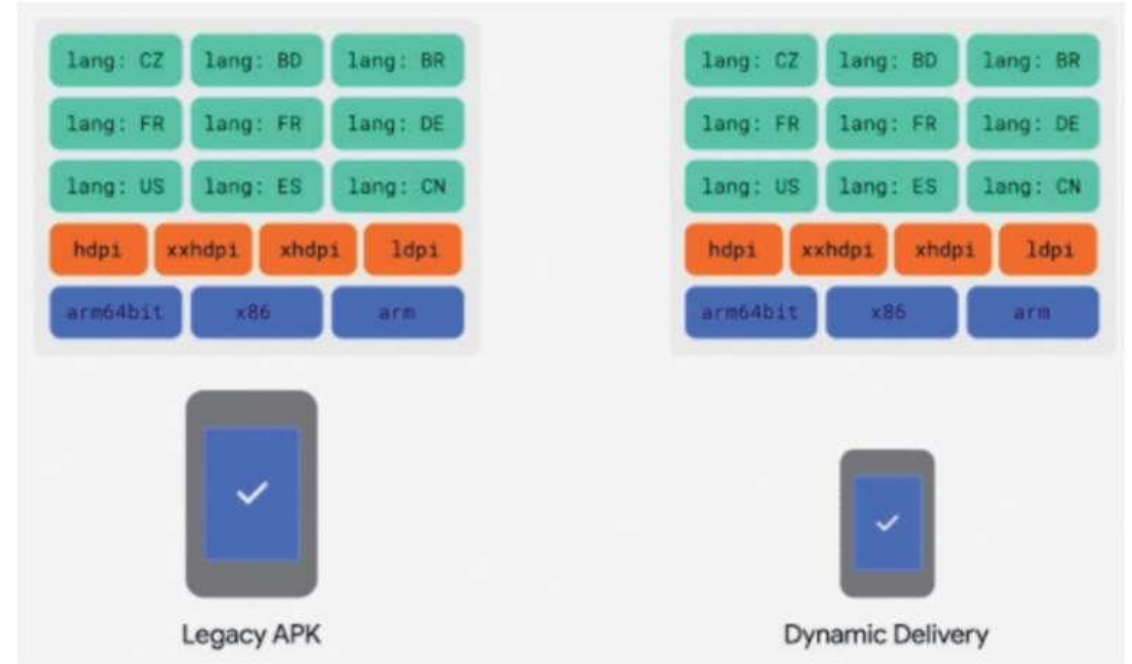 lang: CZ lang: BD lang: BR
lang: FR lang: FR lang: DE
lang: US lang: ES lang: CN
hdpi xxhdpi xhdpi ldpi
arm64bit x86 arm
Legacy APK
lang: CZ lang: BD lang: BR
lang: FR lang: FR lang: DE
lang: US lang: ES lang: CN
hdpi xxhdpi xhdpi ldpi
arm64bit x86 arm
Dynamic Delivery